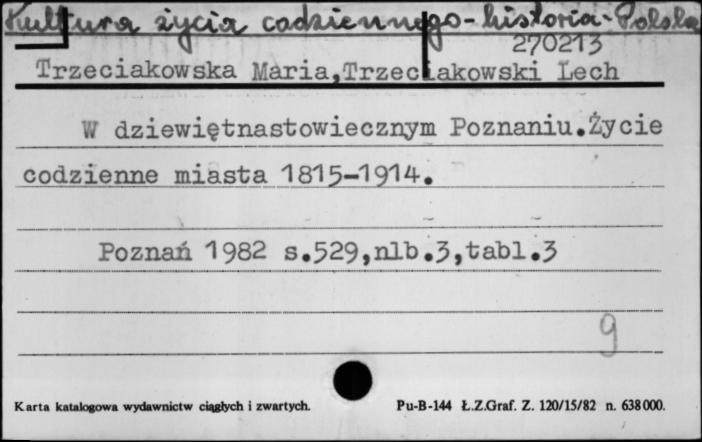 Kultura życia codziennego - historia - Polska
270213
Trzeciakowska Maria,Trzeciakowski Lech
W dziewiętnastowiecznym Poznaniu.Życie
codzienne miasta 1815-1914.
Poznań 1982 s.529,nlb.3,tabl.3
9
Karta katalogowa wydawnictw ciągłych i zwartych.
Pu-B-144 Ł.Z.Graf. Z. 120/15/82 n. 638000.